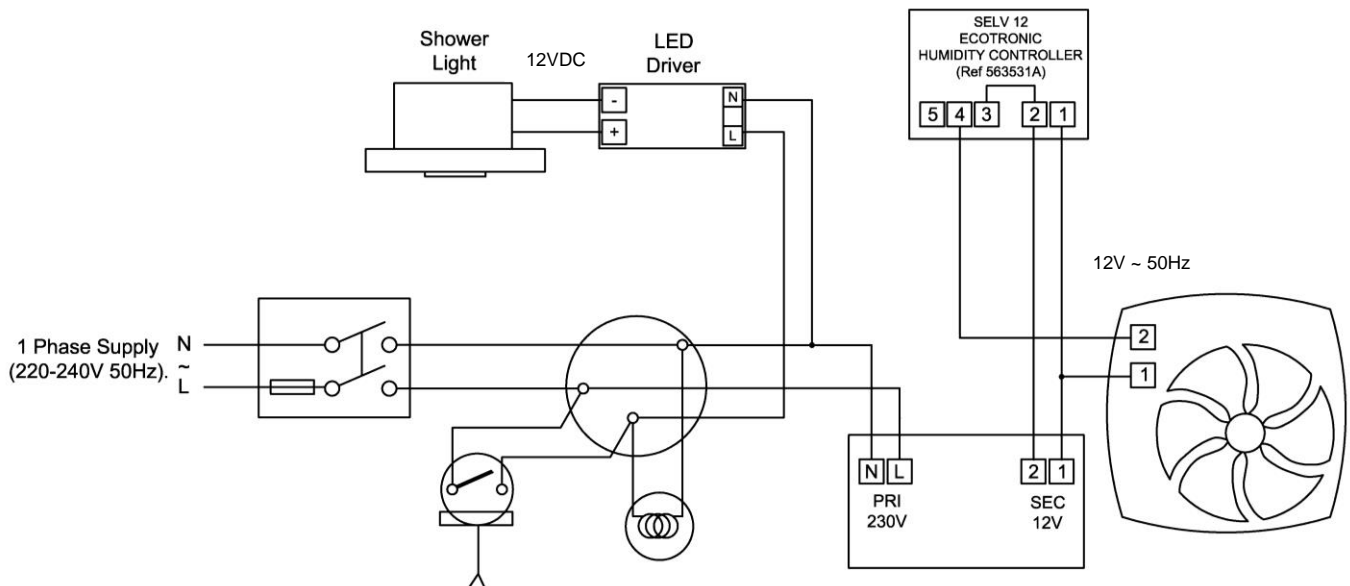 SELV 12
ECOTRONIC
HUMIDITY CONTROLLER
(Ref 563531A)
5 4 3 2 1
Shower
Light
12VDC
LED
Driver
-
+
N
L
12V ~ 50Hz
2
1
1 Phase Supply
(220-240V 50Hz).
N
~
L
N L
PRI
230V
2 1
SEC
12V